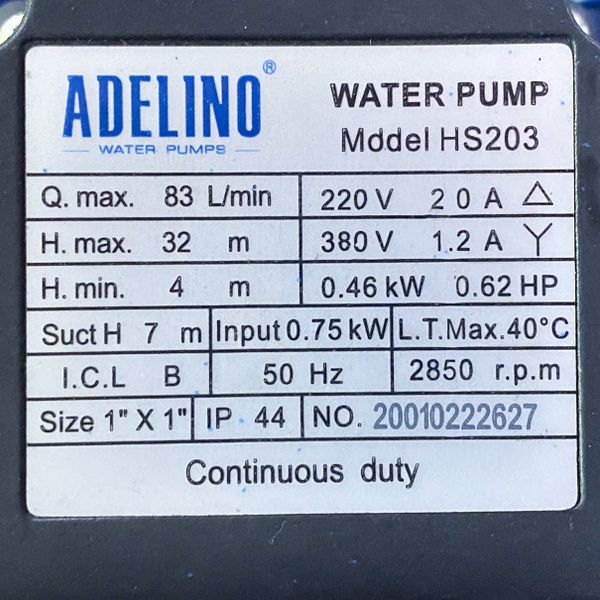 ADELINO®
WATER PUMPS
WATER PUMP
Model HS203
Q. max. 83 L/min 220 V 2 0 A △
H. max. 32 m 380 V 1.2 A Y
H. min. 4 m 0.46 kW 0.62 HP
Suct H 7 m Input 0.75 kW L.T.Max.40°C
I.C.L B 50 Hz 2850 r.p.m
Size 1" X 1" IP 44 NO. 20010222627
Continuous duty